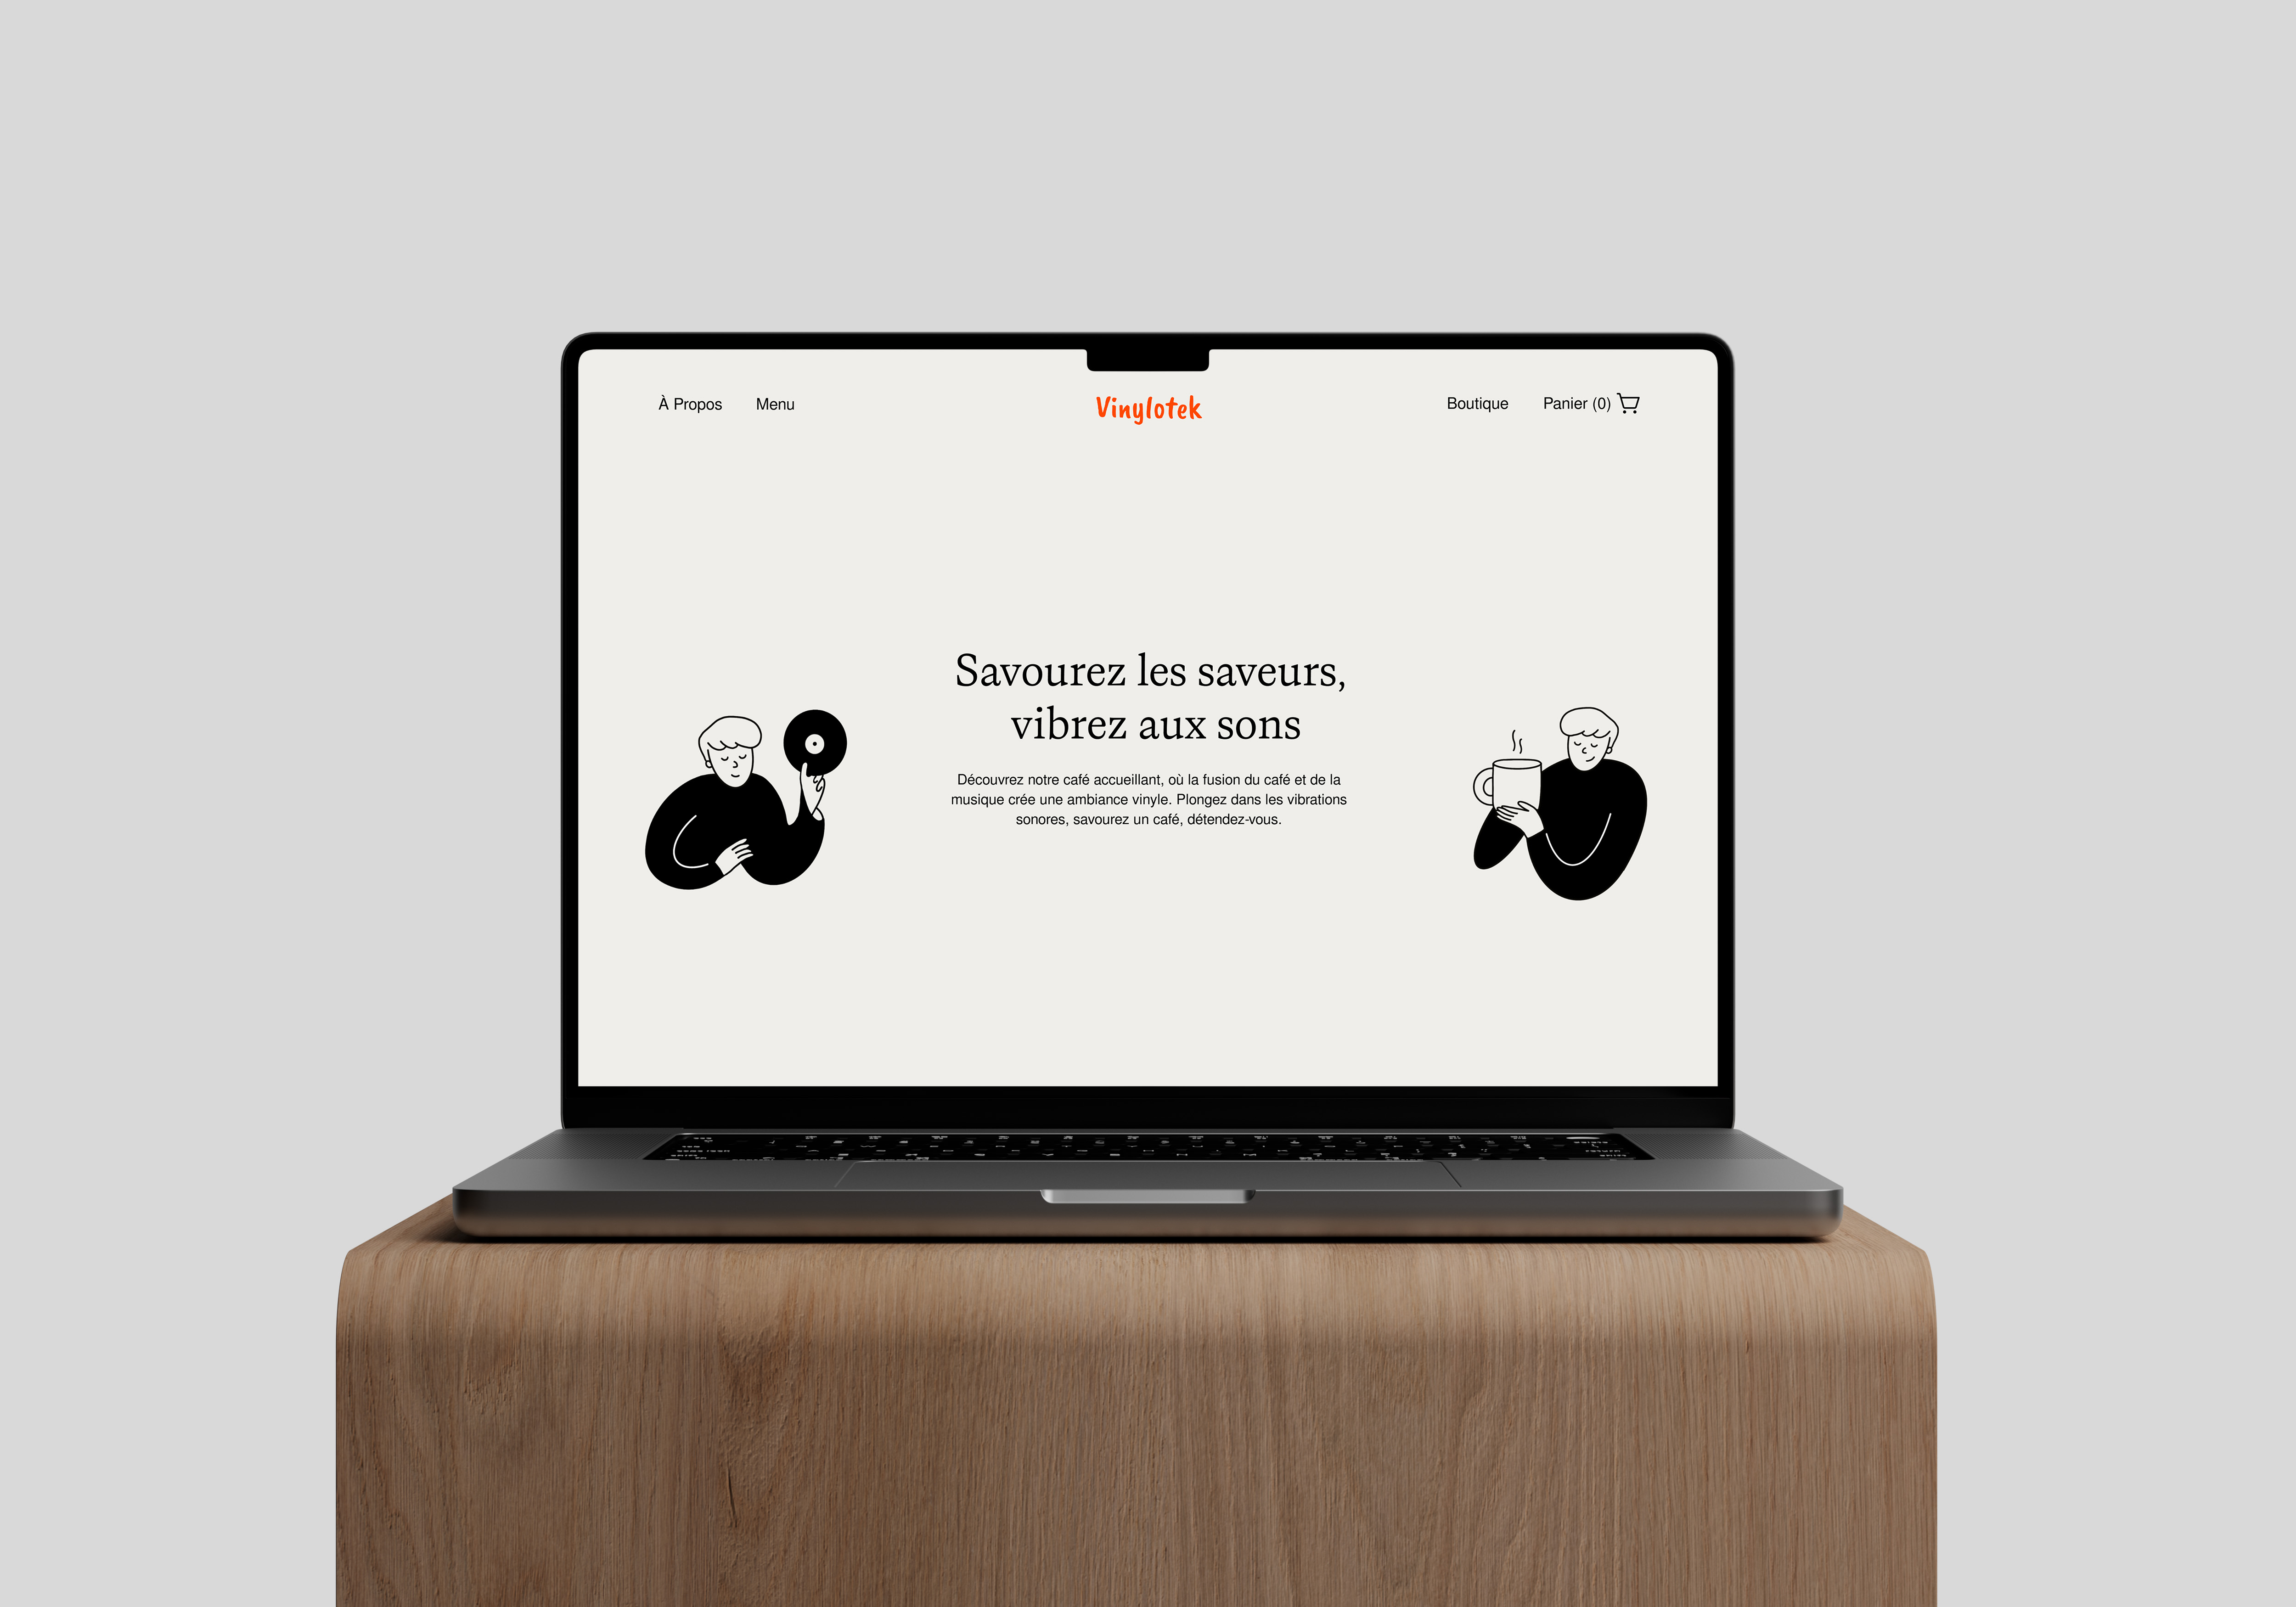 À Propos Menu Vinylotek Boutique Panier (0)
Savourez les saveurs,
vibrez aux sons
Découvrez notre café accueillant, où la fusion du café et de la
musique crée une ambiance vinyle. Plongez dans les vibrations
sonores, savourez un café, détendez-vous.